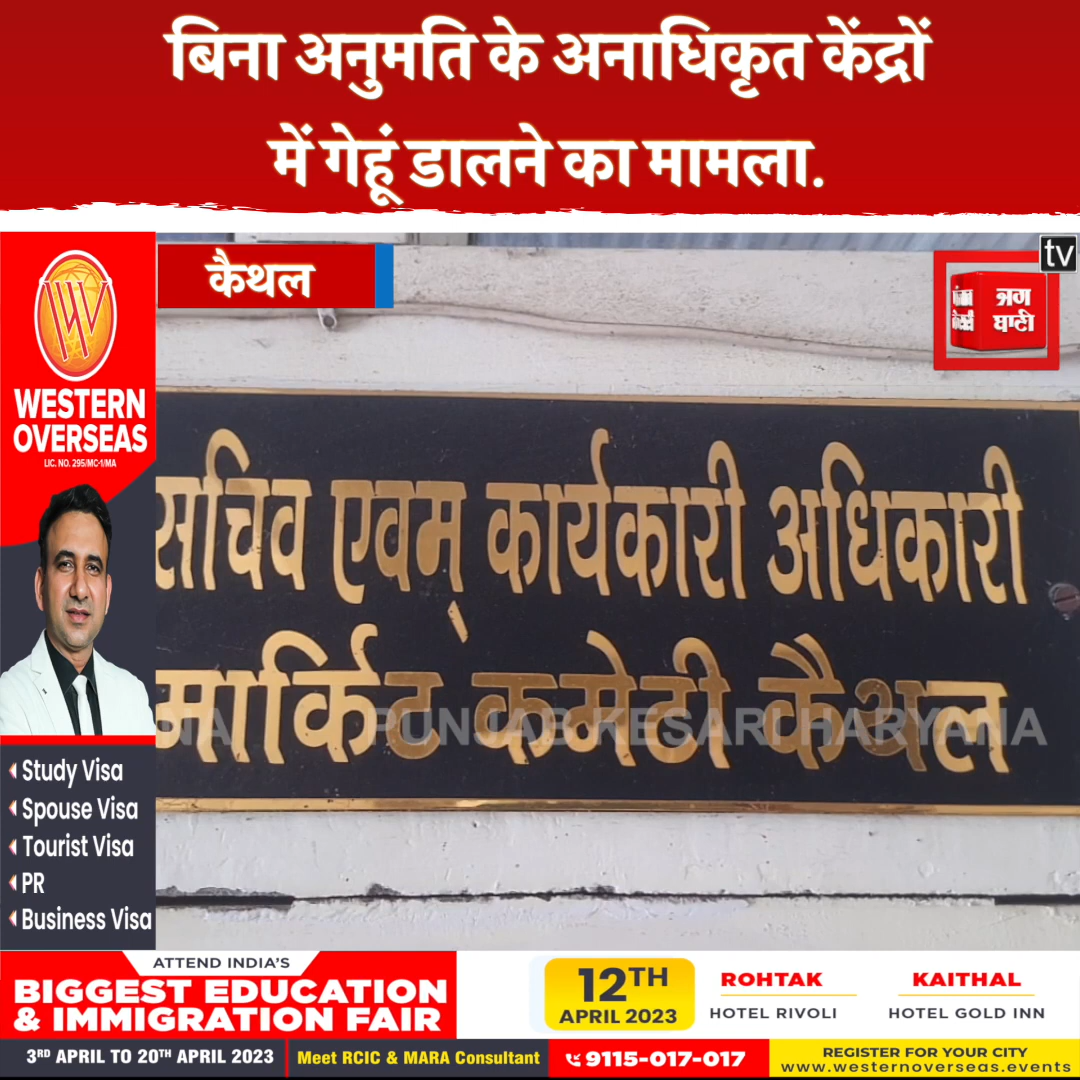 बिना अनुमति के अनाधिकृत केंद्रों
में गेहूं डालने का मामला.
WESTERN
OVERSEAS
LIC. NO. 295/MC-1/MA
कैथल
tv
ਜਗ
ਬਾਣੀ
सचिव एवम् कार्यकारी अधिकारी
मार्किट कमेटी कैथल
PUNJAB KESARI HARYANA
Study Visa
Spouse Visa
Tourist Visa
PR
Business Visa
ATTEND INDIA'S
BIGGEST EDUCATION
& IMMIGRATION FAIR
12TH
APRIL 2023
ROHTAK
HOTEL RIVOLI
KAITHAL
HOTEL GOLD INN
3RD APRIL TO 20TH APRIL 2023
Meet RCIC & MARA Consultant
9115-017-017
REGISTER FOR YOUR CITY
www.westernoverseas.events